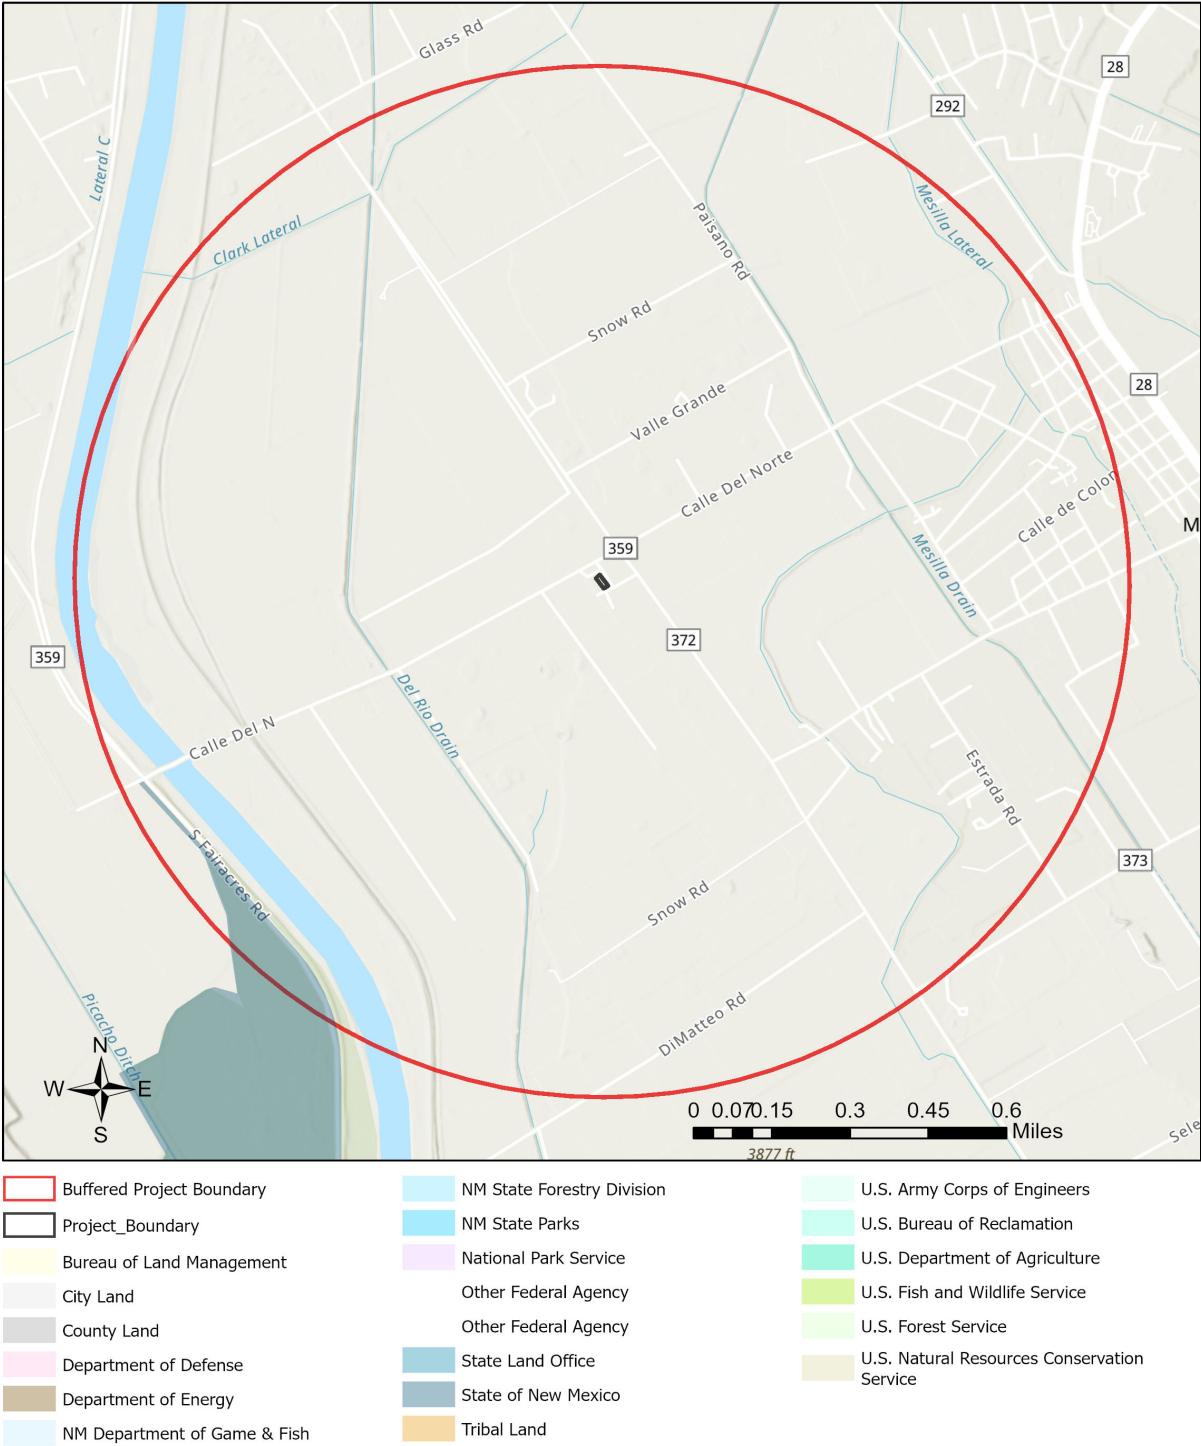 Glass Rd
28
292
Lateral C
Mesilla Lateral
Paisano Rd
Clark Lateral
Snow Rd
28
Valle Grande
Calle Del Norte
Calle de Colon
M
359
Mesilla Drain
359
372
Del Rio Drain
Calle Del N
Estrada Rd
S Fairacres Rd
373
Snow Rd
Picacho Ditch
DiMatteo Rd
N
W
E
S
0 0.07 0.15 0.3 0.45 0.6
Miles
Sele
3877 ft
Buffered Project Boundary
Project_Boundary
Bureau of Land Management
City Land
County Land
Department of Defense
Department of Energy
NM Department of Game & Fish
NM State Forestry Division
NM State Parks
National Park Service
Other Federal Agency
Other Federal Agency
State Land Office
State of New Mexico
Tribal Land
U.S. Army Corps of Engineers
U.S. Bureau of Reclamation
U.S. Department of Agriculture
U.S. Fish and Wildlife Service
U.S. Forest Service
U.S. Natural Resources Conservation
Service